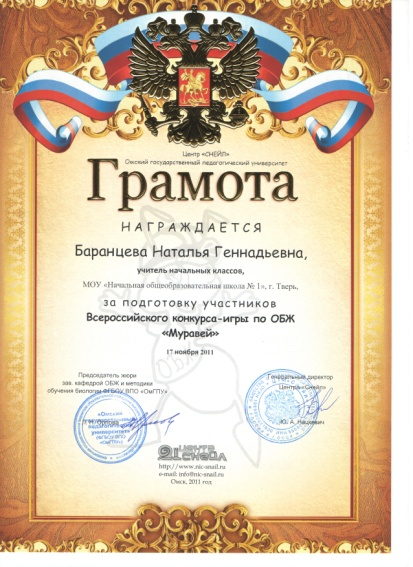 Центр «СНЕЙЛ»
Омский государственный педагогический университет
Грамота
НАГРАЖДАЕТСЯ
Баранцева Наталья Геннадьевна,
учитель начальных классов,
МОУ «Начальная общеобразовательная школа № 1», г. Тверь,
за подготовку участников
Всероссийского конкурса-игры по ОБЖ
«Муравей»
17 ноября 2011
Председатель жюри
зав. кафедрой ОБЖ и методики
обучения биологии ФГБОУ ВПО «ОмГПУ»
Генеральный директор
Центра «Снейл»
«Омский
педагогический
университет»
ЦЕНТР
СНЕЙЛ
http://www.nic-snail.ru
e-mail: info@nic-snail.ru
Омск, 2011 год